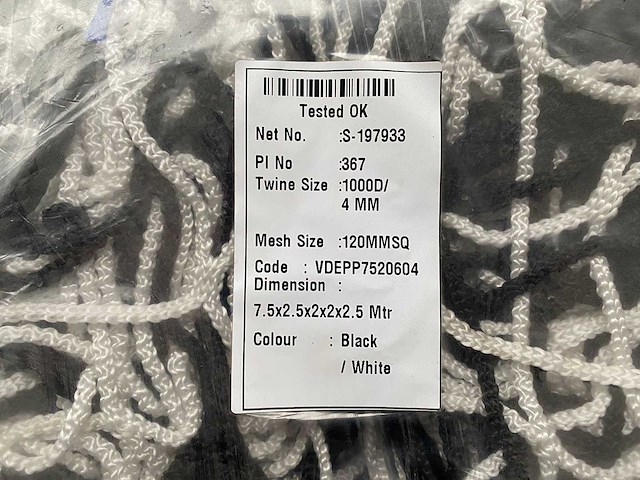 Tested OK
Net No. :S-197933
PI No :367
Twine Size :1000D/
4 MM
Mesh Size :120MMSQ
Code : VDEPP7520604
Dimension :
7.5x2.5x2x2x2.5 Mtr
Colour : Black
/ White